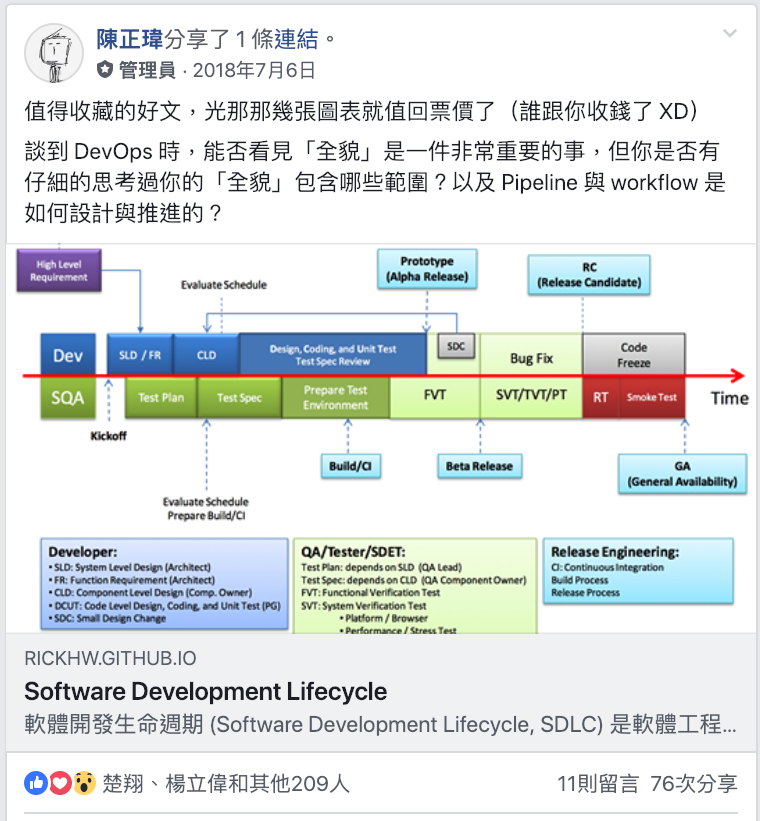 陳正瑋分享了 1 條連結。
管理員 · 2018年7月6日
值得收藏的好文，光那那幾張圖表就值回票價了（誰跟你收錢了 XD）
談到 DevOps 時，能否看見「全貌」是一件非常重要的事，但你是否有
仔細的思考過你的「全貌」包含哪些範圍？以及 Pipeline 與 workflow 是
如何設計與推進的？
High Level
Requirement
Evaluate Schedule
Prototype
(Alpha Release)
RC
(Release Candidate)
Dev
SLD / FR
CLD
Design, Coding, and Unit Test
Test Spec Review
SDC
Bug Fix
Code
Freeze
SQA
Test Plan
Test Spec
Prepare Test
Environment
FVT
SVT/TVT/PT
RT
Smoke Test
Time
Kickoff
Build/CI
Beta Release
GA
(General Availability)
Evaluate Schedule
Prepare Build/CI
Developer:
• SLD: System Level Design (Architect)
• FR: Function Requirement (Architect)
• CLD: Component Level Design (Comp. Owner)
• DCUT: Code Level Design, Coding, and Unit Test (PG)
• SDC: Small Design Change
QA/Tester/SDET:
Test Plan: depends on SLD (QA Lead)
Test Spec: depends on CLD (QA Component Owner)
FVT: Functional Verification Test
SVT: System Verification Test
• Platform / Browser
• Performance / Stress Test
Release Engineering:
CI: Continuous Integration
Build Process
Release Process
RICKHW.GITHUB.IO
Software Development Lifecycle
軟體開發生命週期 (Software Development Lifecycle, SDLC) 是軟體工程...
楚翔、楊立偉和其他209人
11則留言 76次分享